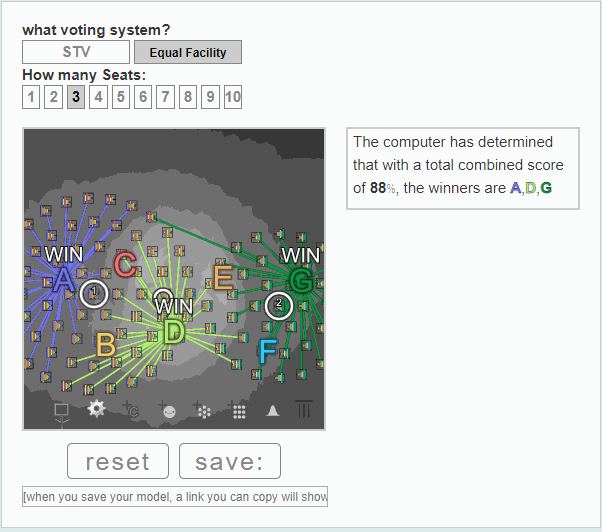 what voting system?
STV Equal Facility
How many Seats:
1 2 3 4 5 6 7 8 9 10
The computer has determined
that with a total combined score
of 88%, the winners are A,D,G
WIN
WIN
A
C
E
G
1
2
WIN
D
B
F
C
reset save:
[when you save your model, a link you can copy will show